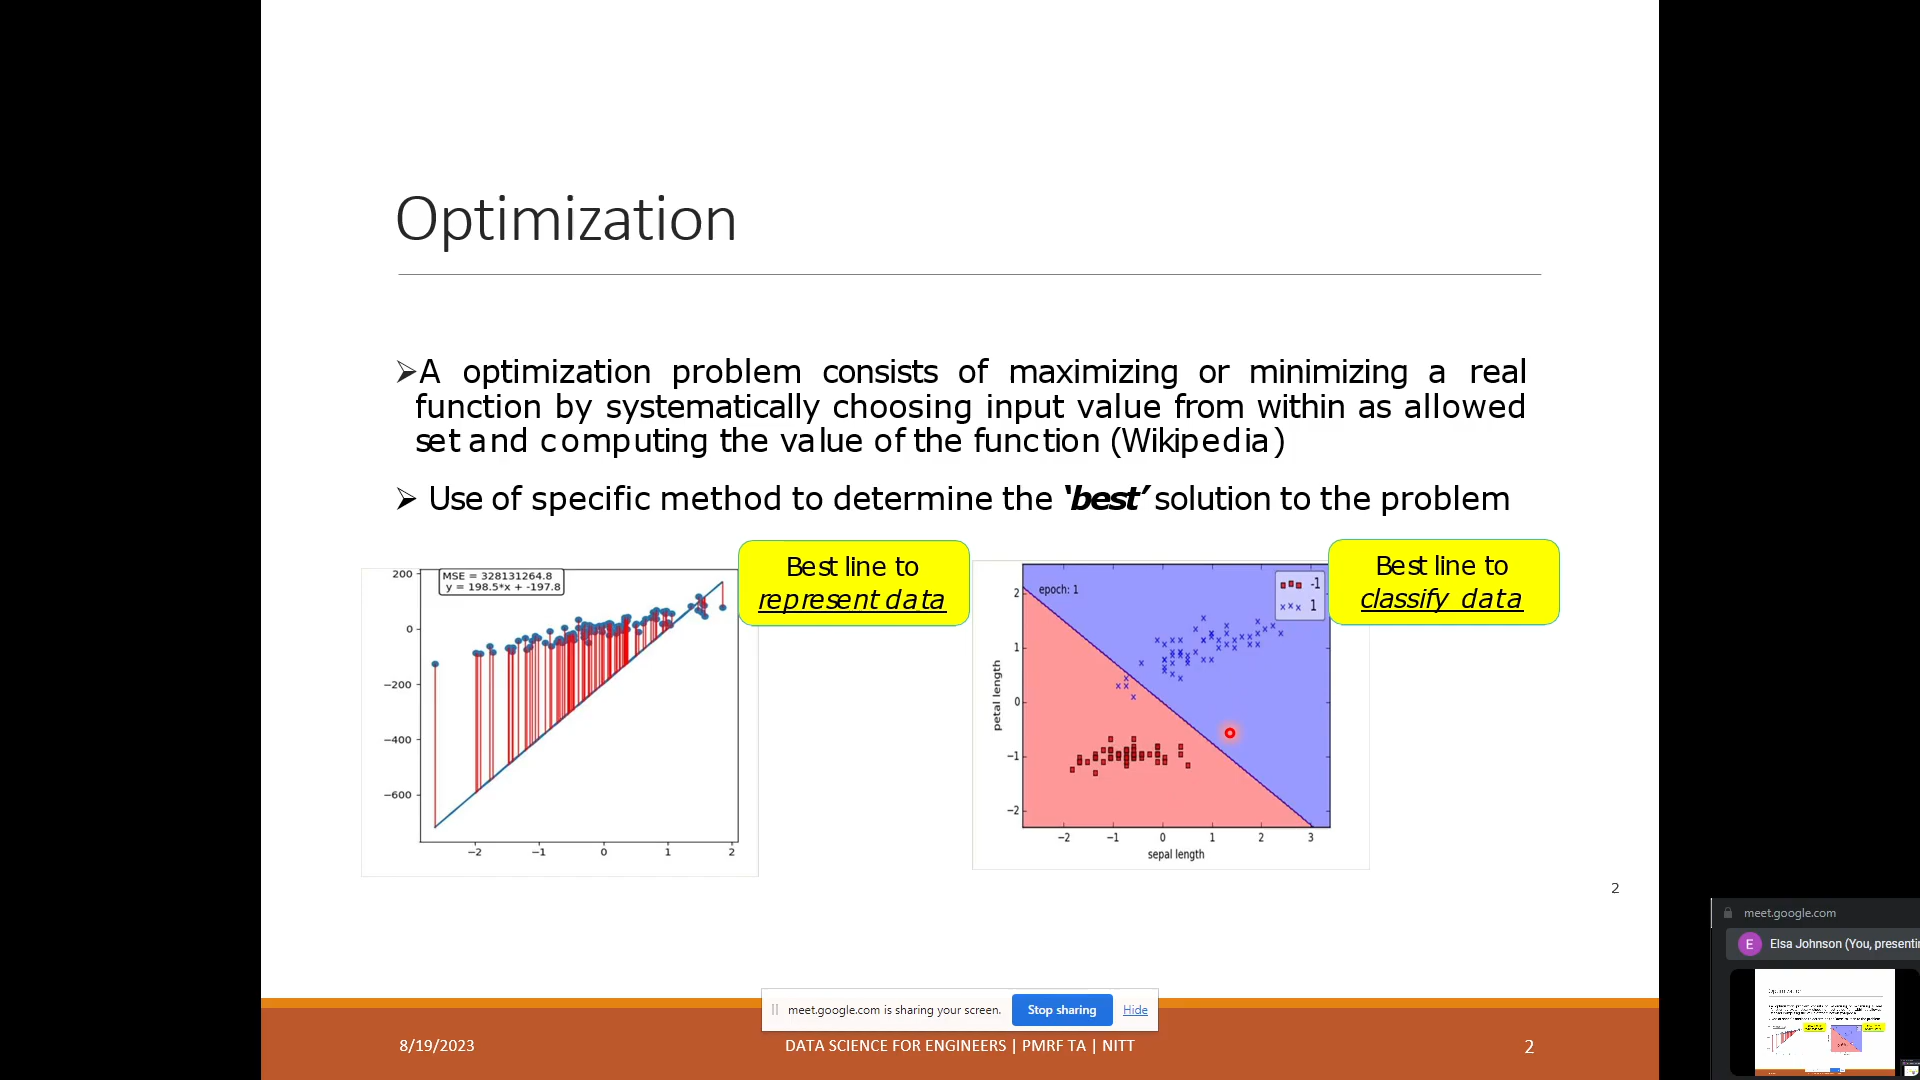 Optimization
➢A optimization problem consists of maximizing or minimizing a real
function by systematically choosing input value from within as allowed
set and computing the value of the function (Wikipedia)
➢ Use of specific method to determine the ‘best’ solution to the problem
Best line to
represent data
Best line to
classify data
MSE = 328131264.8
y = 198.5*x + -197.8
200
0
−200
−400
−600
−2 −1 0 1 2
epoch: 1
-1
1
petal length
2
1
0
−1
−2
−2 −1 0 1 2 3
sepal length
2
meet.google.com
E Elsa Johnson (You, presenti
meet.google.com is sharing your screen. Stop sharing Hide
8/19/2023 DATA SCIENCE FOR ENGINEERS | PMRF TA | NITT 2